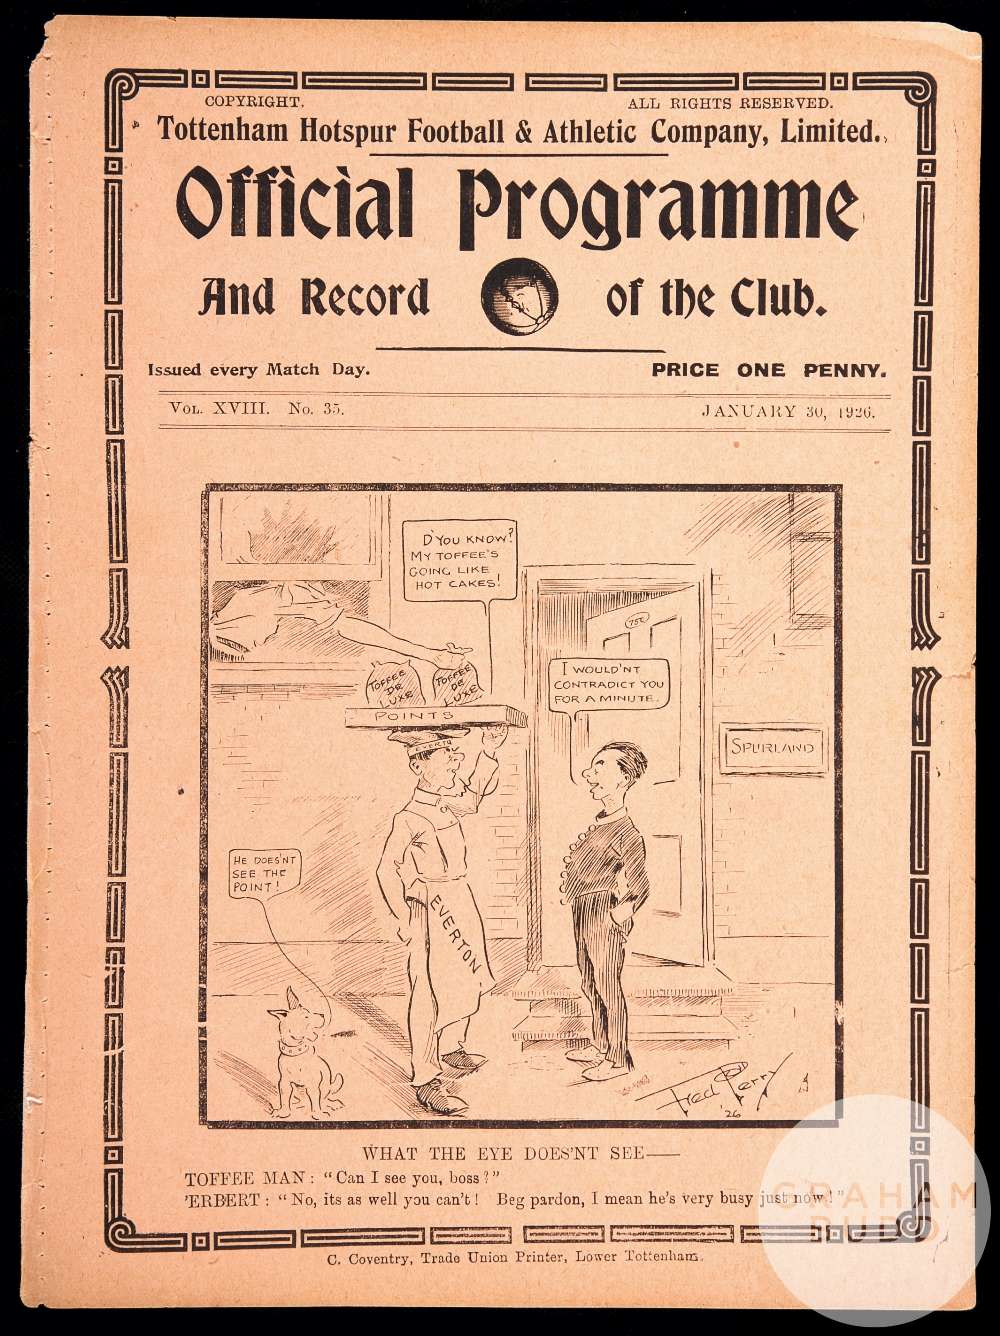 COPYRIGHT.
ALL RIGHTS RESERVED.
Tottenham Hotspur Football & Athletic Company, Limited.
Official Programme
And Record of the Club.
Issued every Match Day.
PRICE ONE PENNY.
VOL. XVIII. No. 35.
JANUARY 30, 1926.
D'YOU KNOW?
MY TOFFEE'S
GOING LIKE
HOT CAKES!
750
I WOULD'NT
CONTRADICT YOU
FOR A MINUTE.
TOFFEE
DE
LUXE
TOFFEE
DE
LUXE
POINTS
EVERTON
SPURLAND
HE DOES'NT
SEE THE
POINT!
EVERTON
Fred Perry
'26
WHAT THE EYE DOES'NT SEE—
TOFFEE MAN: "Can I see you, boss?"
'ERBERT: "No, its as well you can't! Beg pardon, I mean he's very busy just now!"
C. Coventry, Trade Union Printer, Lower Tottenham.
GRAHAM
BUDD